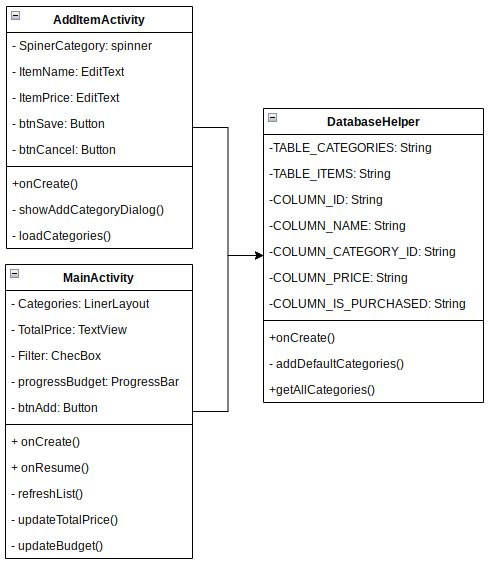 AddItemActivity
- SpinerCategory: spinner
- ItemName: EditText
- ItemPrice: EditText
- btnSave: Button
- btnCancel: Button
+onCreate()
- showAddCategoryDialog()
- loadCategories()
MainActivity
- Categories: LinerLayout
- TotalPrice: TextView
- Filter: ChecBox
- progressBudget: ProgressBar
- btnAdd: Button
+ onCreate()
+ onResume()
- refreshList()
- updateTotalPrice()
- updateBudget()
DatabaseHelper
-TABLE_CATEGORIES: String
-TABLE_ITEMS: String
-COLUMN_ID: String
-COLUMN_NAME: String
-COLUMN_CATEGORY_ID: String
-COLUMN_PRICE: String
-COLUMN_IS_PURCHASED: String
+onCreate()
- addDefaultCategories()
+getAllCategories()